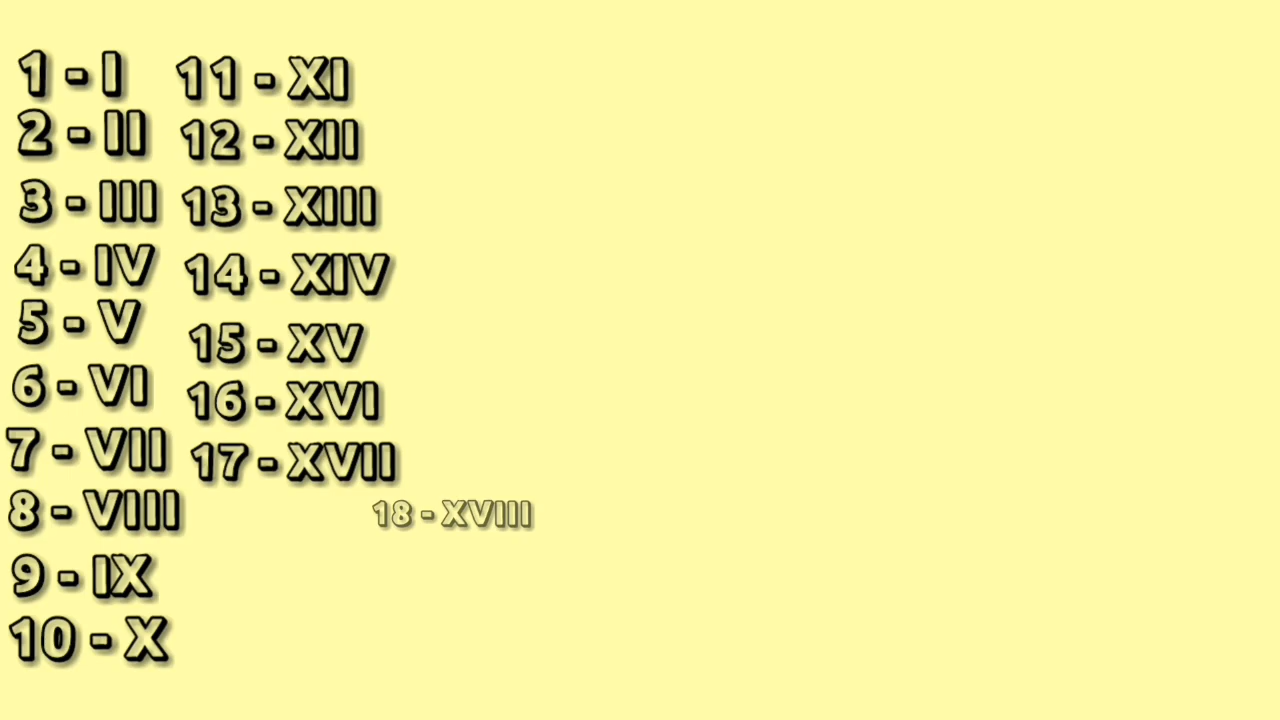 1 - I
2 - II
3 - III
4 - IV
5 - V
6 - VI
7 - VII
8 - VIII
9 - IX
10 - X
11 - XI
12 - XII
13 - XIII
14 - XIV
15 - XV
16 - XVI
17 - XVII
18 - XVIII